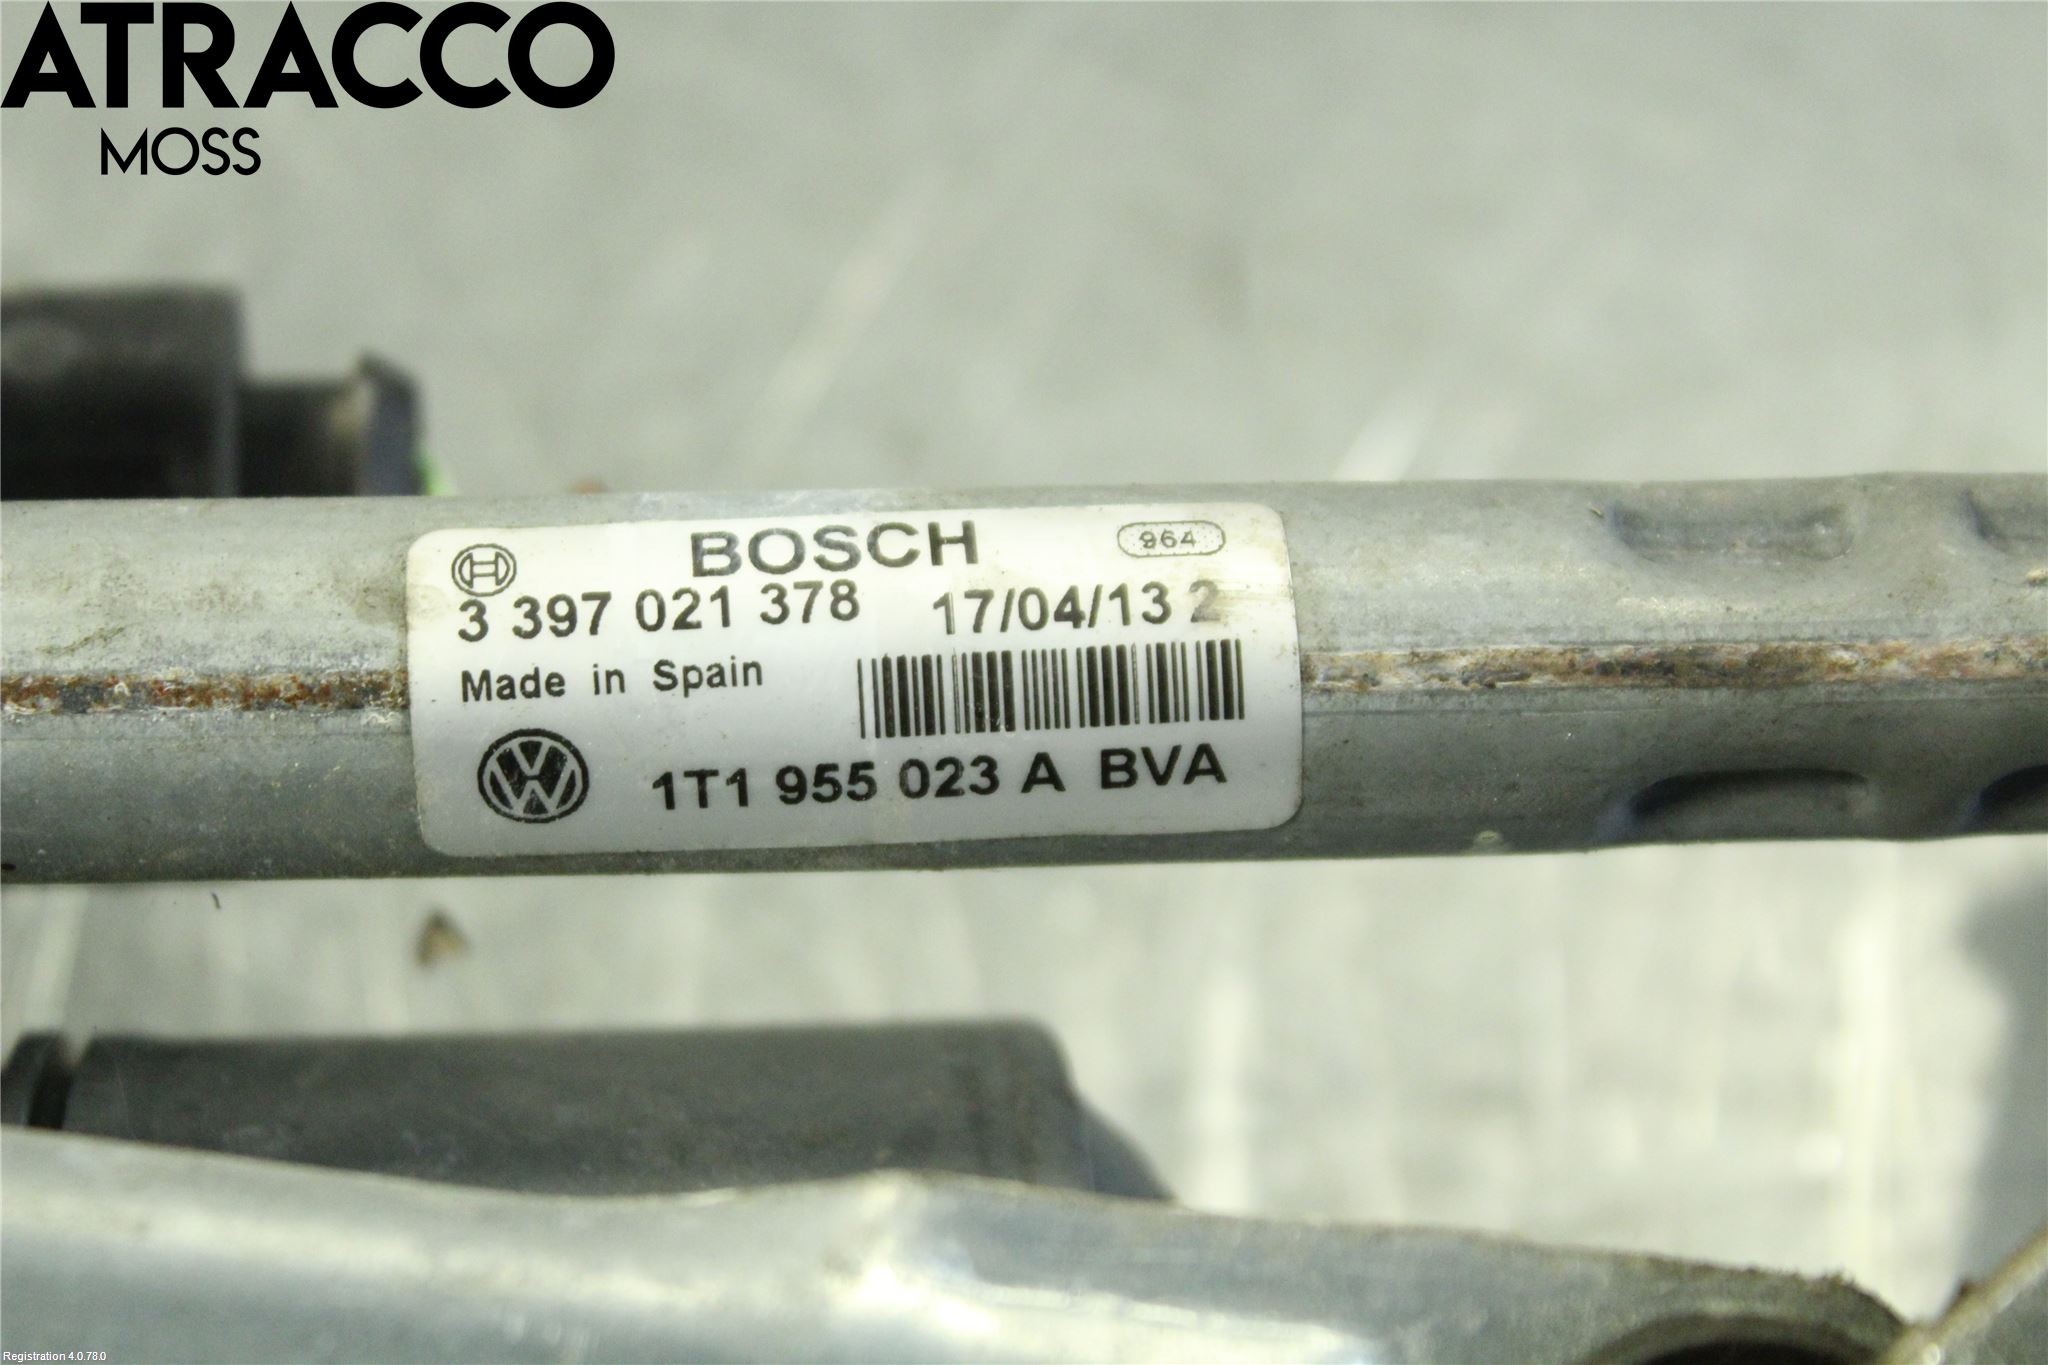 ATRACCO
MOSS
BOSCH 964
3 397 021 378 17/04/13 2
Made in Spain
1T1 955 023 A BVA
Registration 4.0.78.0